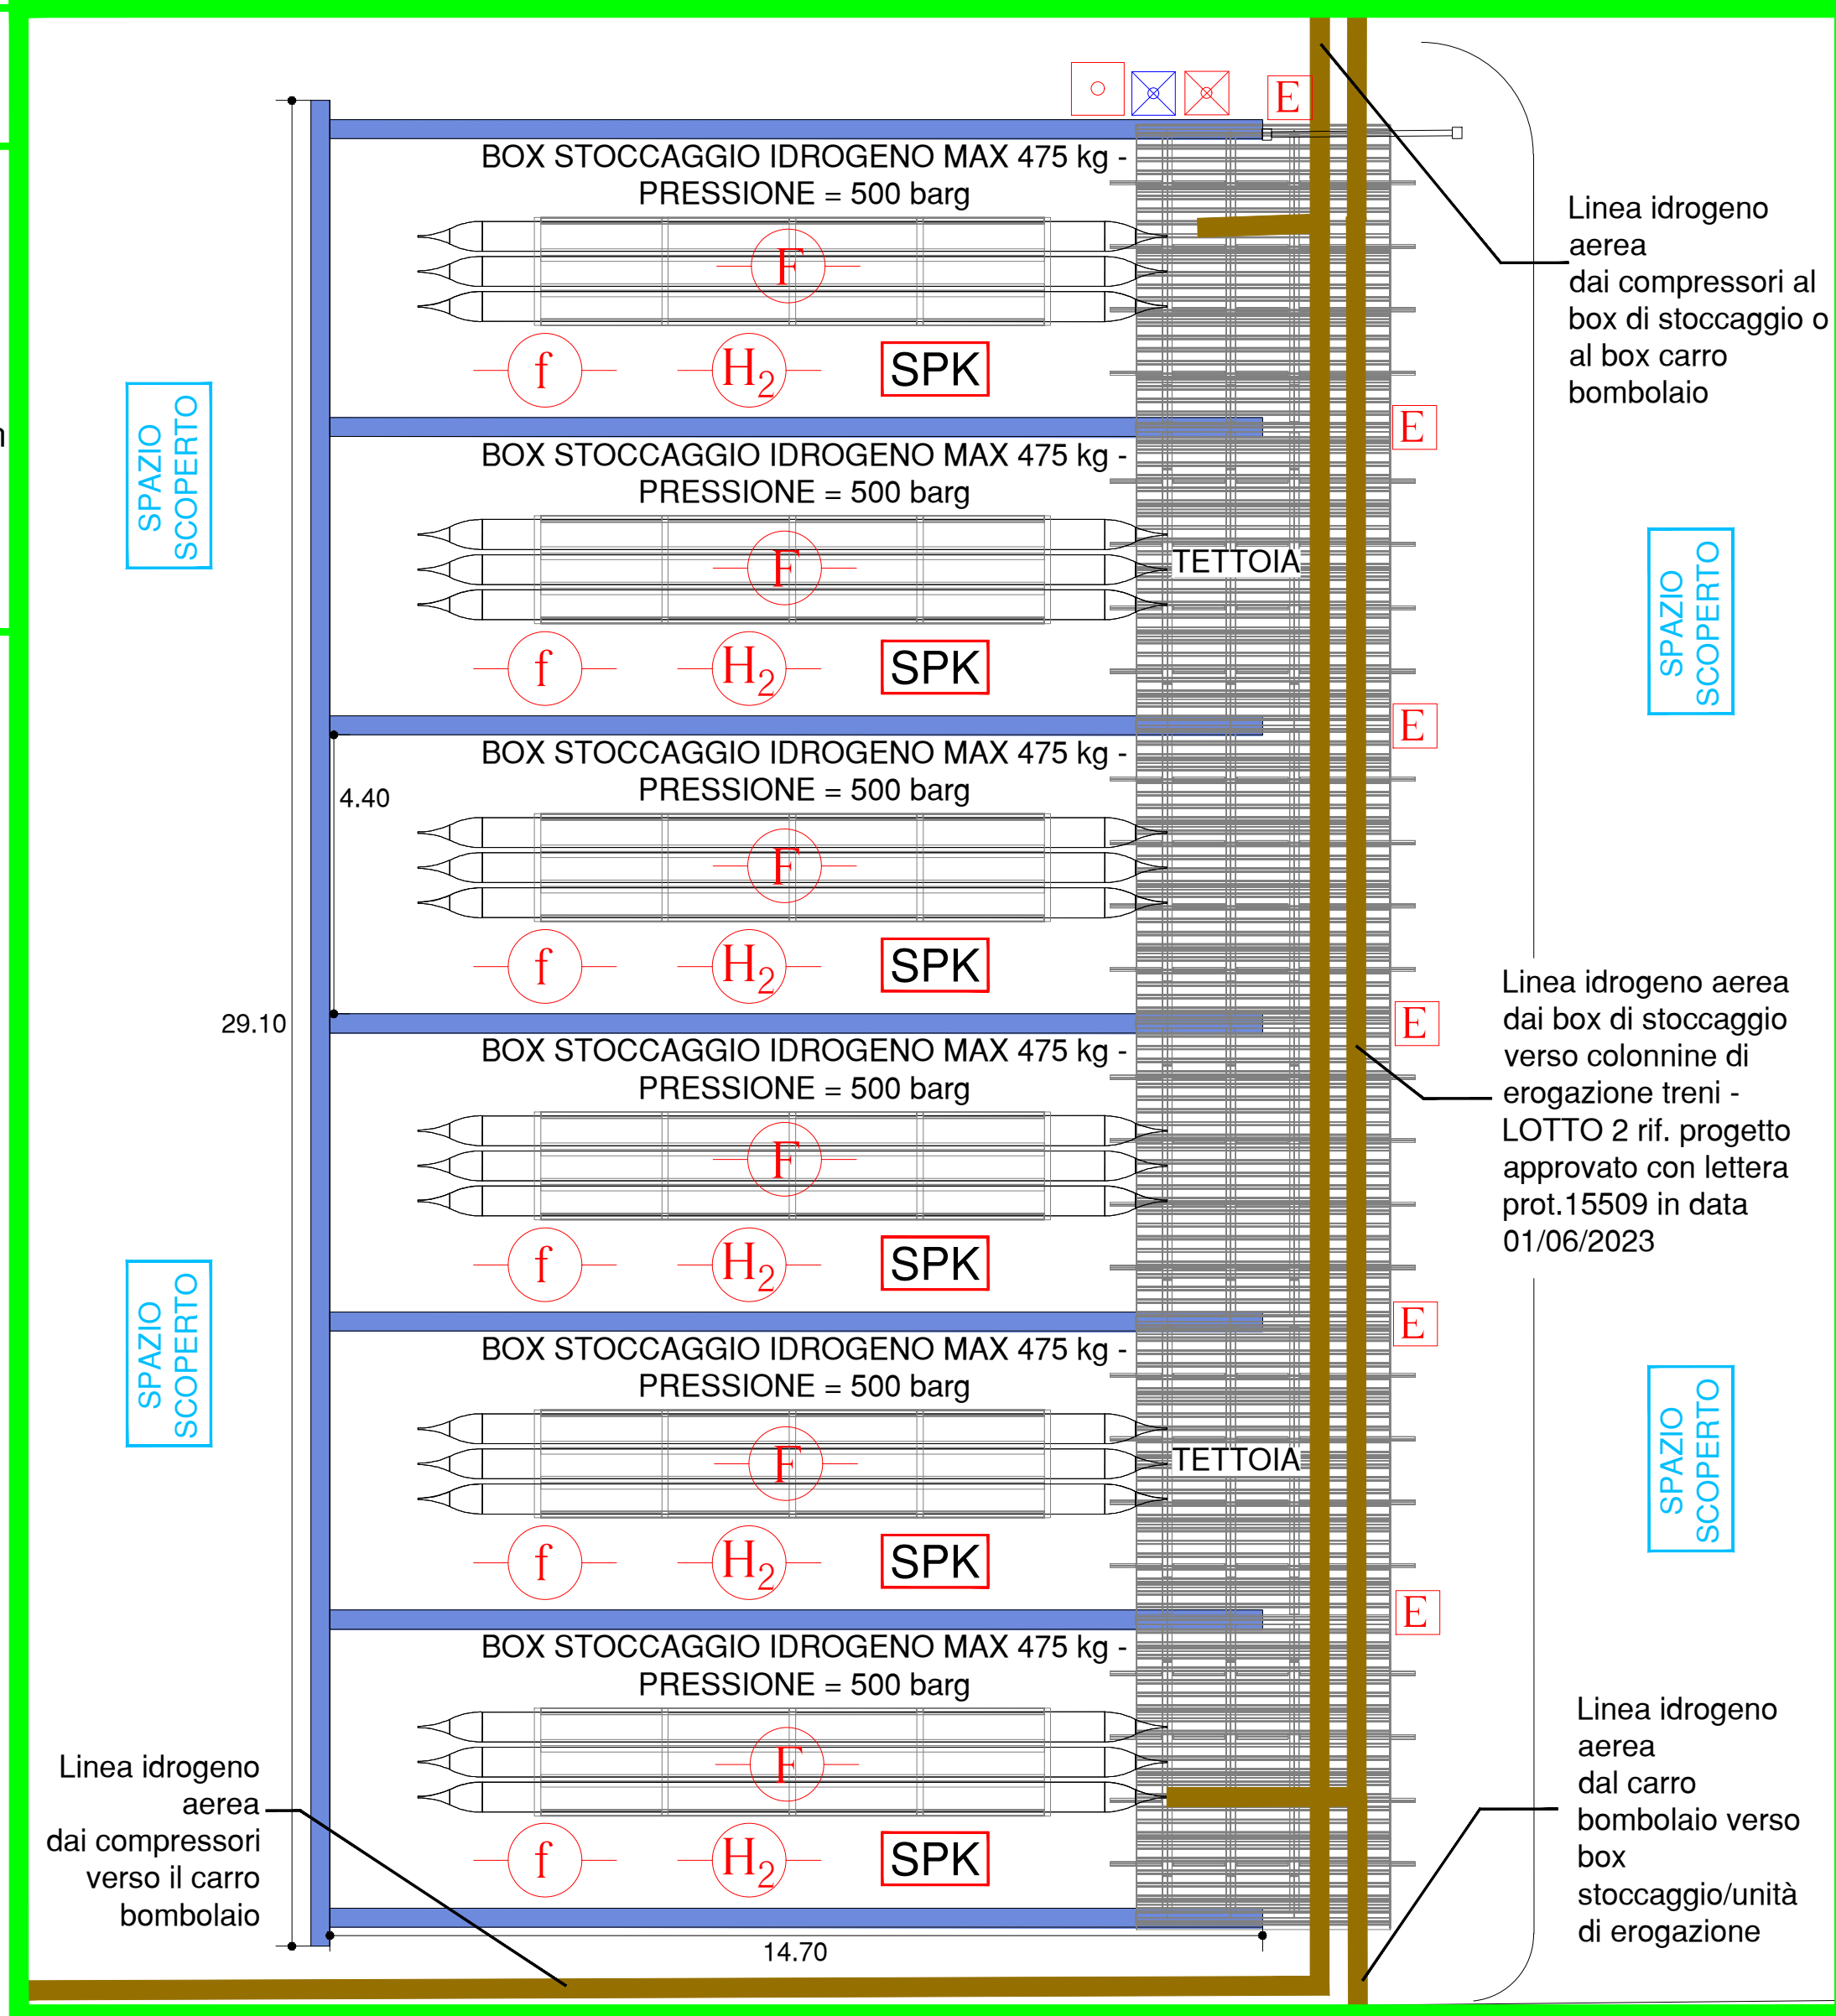 E
BOX STOCCAGGIO IDROGENO MAX 475 kg -
PRESSIONE = 500 barg
F
f
H2
SPK
Linea idrogeno
aerea
dai compressori al
box di stoccaggio o
al box carro
bombolaio
SPAZIO
SCOPERTO
E
BOX STOCCAGGIO IDROGENO MAX 475 kg -
PRESSIONE = 500 barg
F
TETTOIA
f
H2
SPK
SPAZIO
SCOPERTO
E
BOX STOCCAGGIO IDROGENO MAX 475 kg -
PRESSIONE = 500 barg
4.40
F
f
H2
SPK
29.10
E
Linea idrogeno aerea
dai box di stoccaggio
verso colonnine di
erogazione treni -
LOTTO 2 rif. progetto
approvato con lettera
prot.15509 in data
01/06/2023
BOX STOCCAGGIO IDROGENO MAX 475 kg -
PRESSIONE = 500 barg
F
f
H2
SPK
SPAZIO
SCOPERTO
E
BOX STOCCAGGIO IDROGENO MAX 475 kg -
PRESSIONE = 500 barg
F
TETTOIA
f
H2
SPK
SPAZIO
SCOPERTO
E
BOX STOCCAGGIO IDROGENO MAX 475 kg -
PRESSIONE = 500 barg
F
f
H2
SPK
Linea idrogeno
aerea
dai compressori
verso il carro
bombolaio
Linea idrogeno
aerea
dal carro
bombolaio verso
box
stoccaggio/unità
di erogazione
14.70